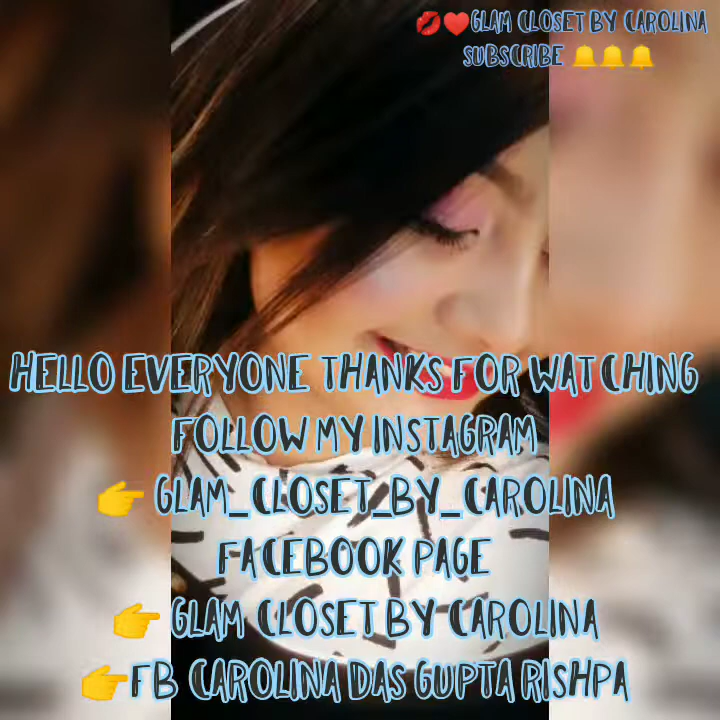 💋❤️GLAM CLOSET BY CAROLINA
SUBSCRIBE 🔔🔔🔔
HELLO EVERYONE THANKS FOR WATCHING
FOLLOW MY INSTAGRAM
👉 GLAM_CLOSET_BY_CAROLINA
FACEBOOK PAGE
👉 GLAM CLOSET BY CAROLINA
👉FB CAROLINA DAS GUPTA RISHPA